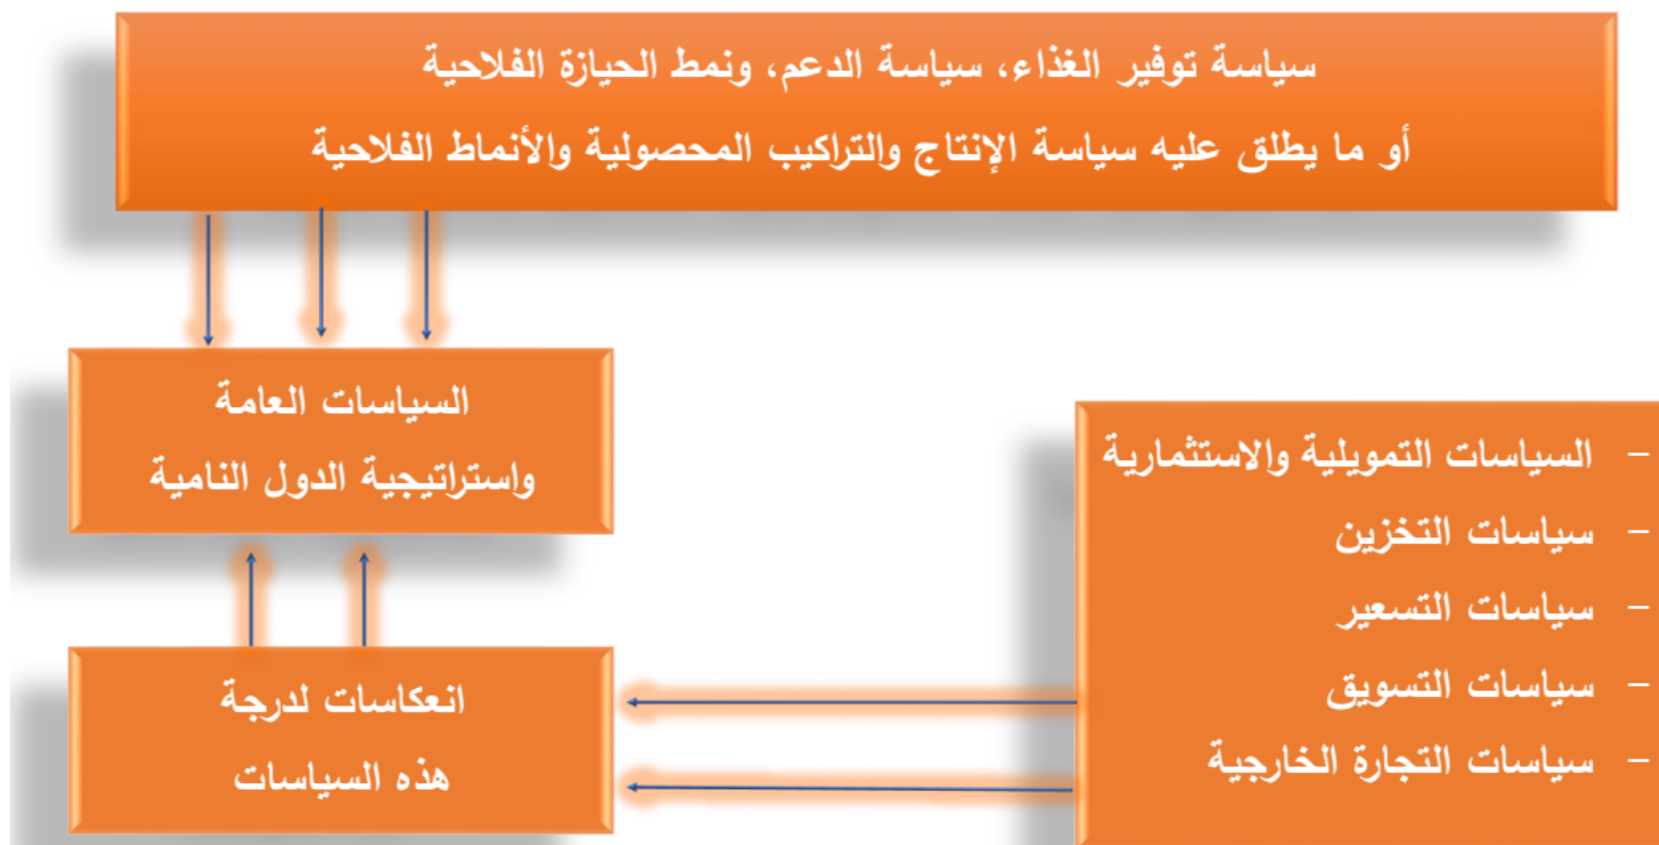 سياسة توفير الغذاء، سياسة الدعم، ونمط الحيازة الفلاحية
أو ما يطلق عليه سياسة الإنتاج والتراكيب المحصولية والأنماط الفلاحية
السياسات العامة
واستراتيجية الدول النامية
- السياسات التمويلية والاستثمارية
- سياسات التخزين
- سياسات التسعير
- سياسات التسويق
- سياسات التجارة الخارجية
انعكاسات لدرجة
هذه السياسات